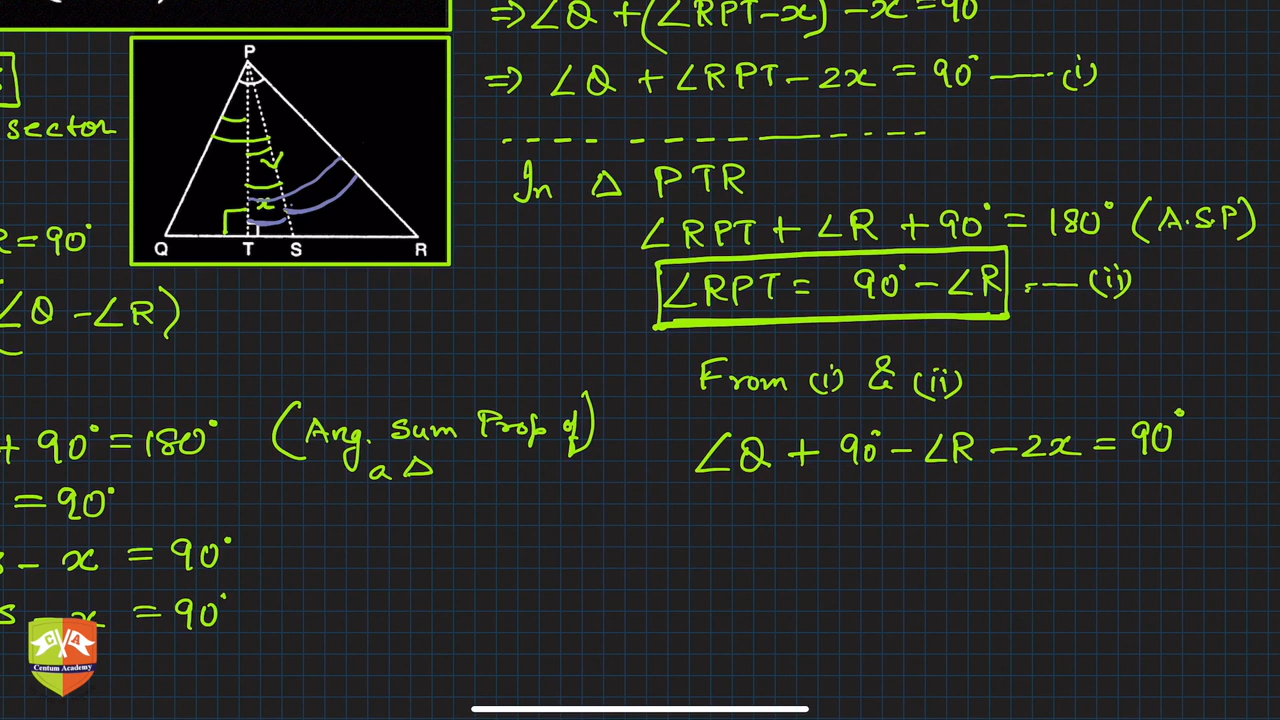 P
Q T S R
x
sector
R = 90°
∠Q - ∠R)
+ 90° = 180° (Ang. Sum Prop of a Δ)
= 90°
- x = 90°
S - x = 90°
CA
Centum Academy
⇒ ∠Q + (∠RPT - x) - x = 90
⇒ ∠Q + ∠RPT - 2x = 90° — (i)
In Δ PTR
∠RPT + ∠R + 90° = 180° (A.S.P)
∠RPT = 90° - ∠R — (ii)
From (i) & (ii)
∠Q + 90° - ∠R - 2x = 90°